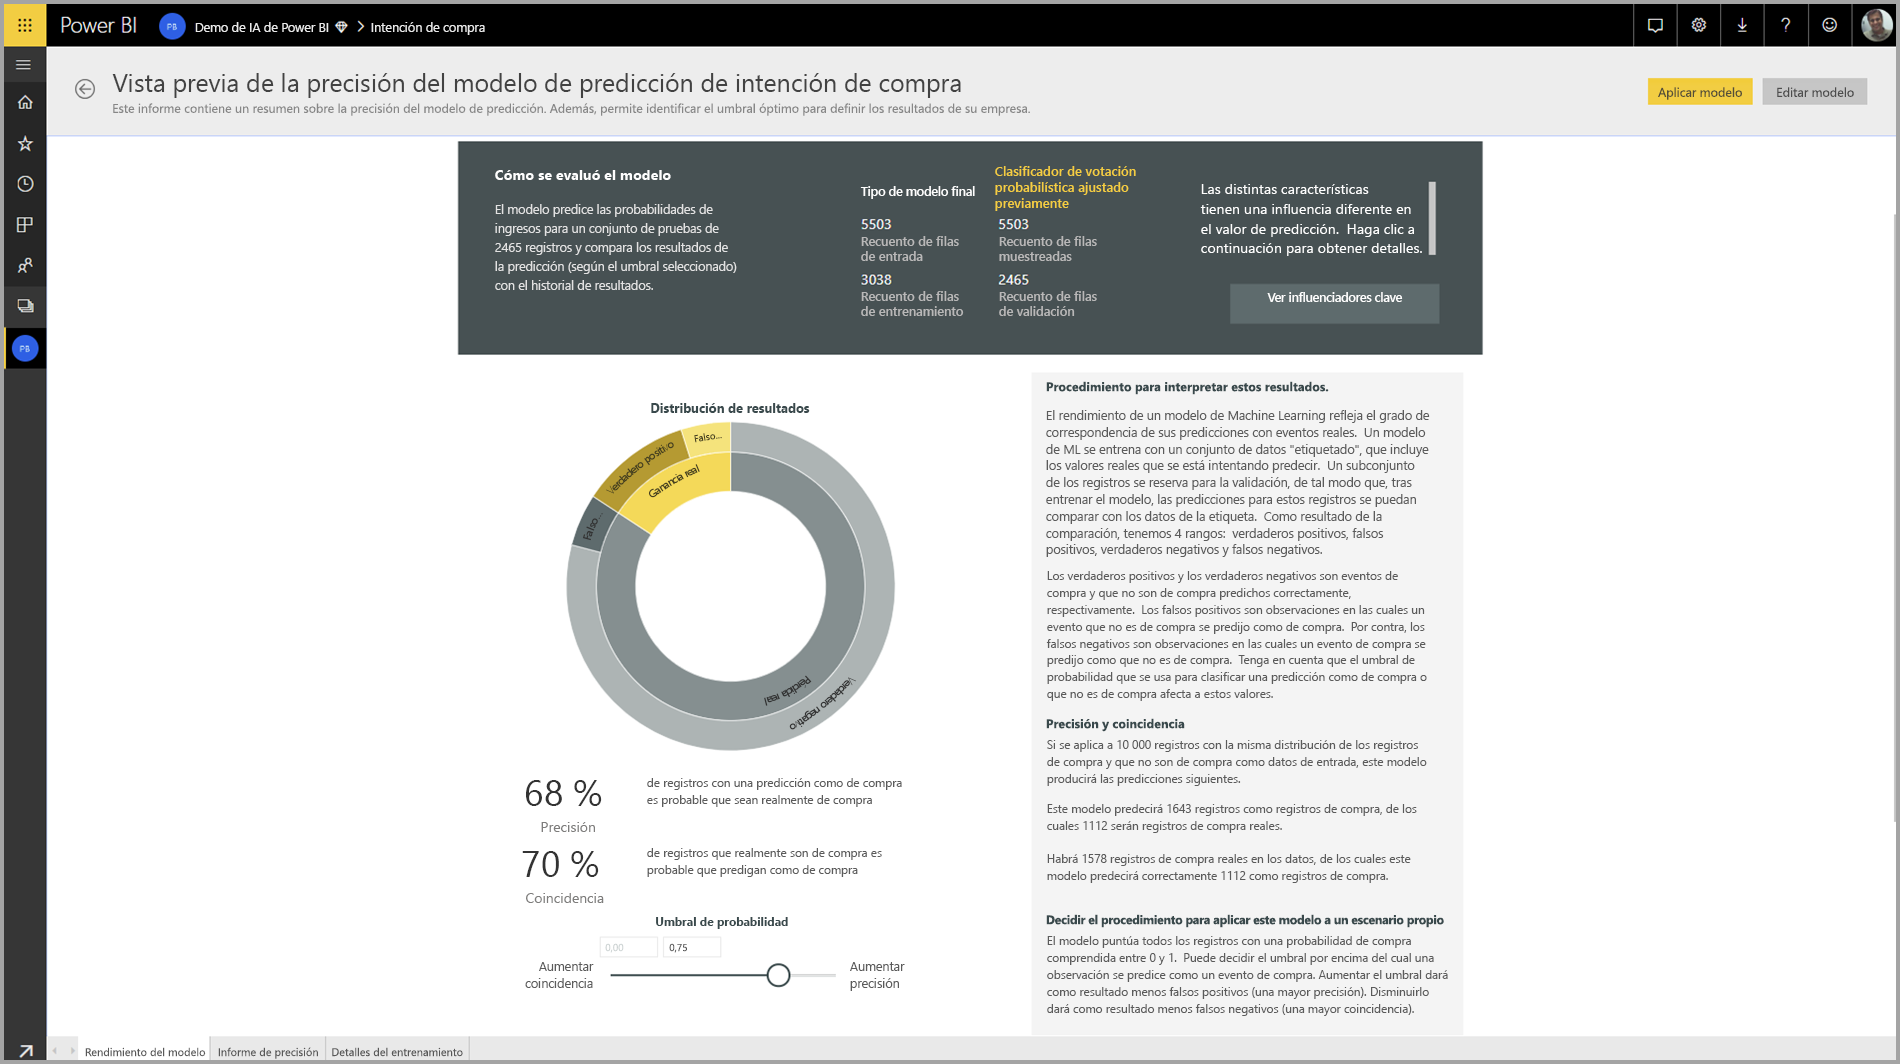 Power BI
PB
Demo de IA de Power BI
Intención de compra
?
Vista previa de la precisión del modelo de predicción de intención de compra
Este informe contiene un resumen sobre la precisión del modelo de predicción. Además, permite identificar el umbral óptimo para definir los resultados de su empresa.
Aplicar modelo
Editar modelo
PB
Cómo se evaluó el modelo
El modelo predice las probabilidades de
ingresos para un conjunto de pruebas de
2465 registros y compara los resultados de
la predicción (según el umbral seleccionado)
con el historial de resultados.
Tipo de modelo final
Clasificador de votación
probabilística ajustado
previamente
5503
Recuento de filas
de entrada
5503
Recuento de filas
muestreadas
3038
Recuento de filas
de entrenamiento
2465
Recuento de filas
de validación
Las distintas características
tienen una influencia diferente en
el valor de predicción.  Haga clic a
continuación para obtener detalles.
Ver influenciadores clave
Distribución de resultados
Falso...
Verdadero positivo
Ganancia real
Falso...
Pérdida real
Verdadero negativo
68 %
Precisión
de registros con una predicción como de compra
es probable que sean realmente de compra
70 %
Coincidencia
de registros que realmente son de compra es
probable que predigan como de compra
Umbral de probabilidad
0,00
0,75
Aumentar
coincidencia
Aumentar
precisión
Procedimiento para interpretar estos resultados.
El rendimiento de un modelo de Machine Learning refleja el grado de
correspondencia de sus predicciones con eventos reales.  Un modelo
de ML se entrena con un conjunto de datos "etiquetado", que incluye
los valores reales que se está intentando predecir.  Un subconjunto
de los registros se reserva para la validación, de tal modo que, tras
entrenar el modelo, las predicciones para estos registros se puedan
comparar con los datos de la etiqueta.  Como resultado de la
comparación, tenemos 4 rangos:  verdaderos positivos, falsos
positivos, verdaderos negativos y falsos negativos.
Los verdaderos positivos y los verdaderos negativos son eventos de
compra y que no son de compra predichos correctamente,
respectivamente.  Los falsos positivos son observaciones en las cuales un
evento que no es de compra se predijo como de compra.  Por contra, los
falsos negativos son observaciones en las cuales un evento de compra se
predijo como que no es de compra.  Tenga en cuenta que el umbral de
probabilidad que se usa para clasificar una predicción como de compra o
que no es de compra afecta a estos valores.
Precisión y coincidencia
Si se aplica a 10 000 registros con la misma distribución de los registros
de compra y que no son de compra como datos de entrada, este modelo
producirá las predicciones siguientes.
Este modelo predecirá 1643 registros como registros de compra, de los
cuales 1112 serán registros de compra reales.
Habrá 1578 registros de compra reales en los datos, de los cuales este
modelo predecirá correctamente 1112 como registros de compra.
Decidir el procedimiento para aplicar este modelo a un escenario propio
El modelo puntúa todos los registros con una probabilidad de compra
comprendida entre 0 y 1.  Puede decidir el umbral por encima del cual una
observación se predice como un evento de compra. Aumentar el umbral dará
como resultado menos falsos positivos (una mayor precisión). Disminuirlo
dará como resultado menos falsos negativos (una mayor coincidencia).
Rendimiento del modelo
Informe de precisión
Detalles del entrenamiento